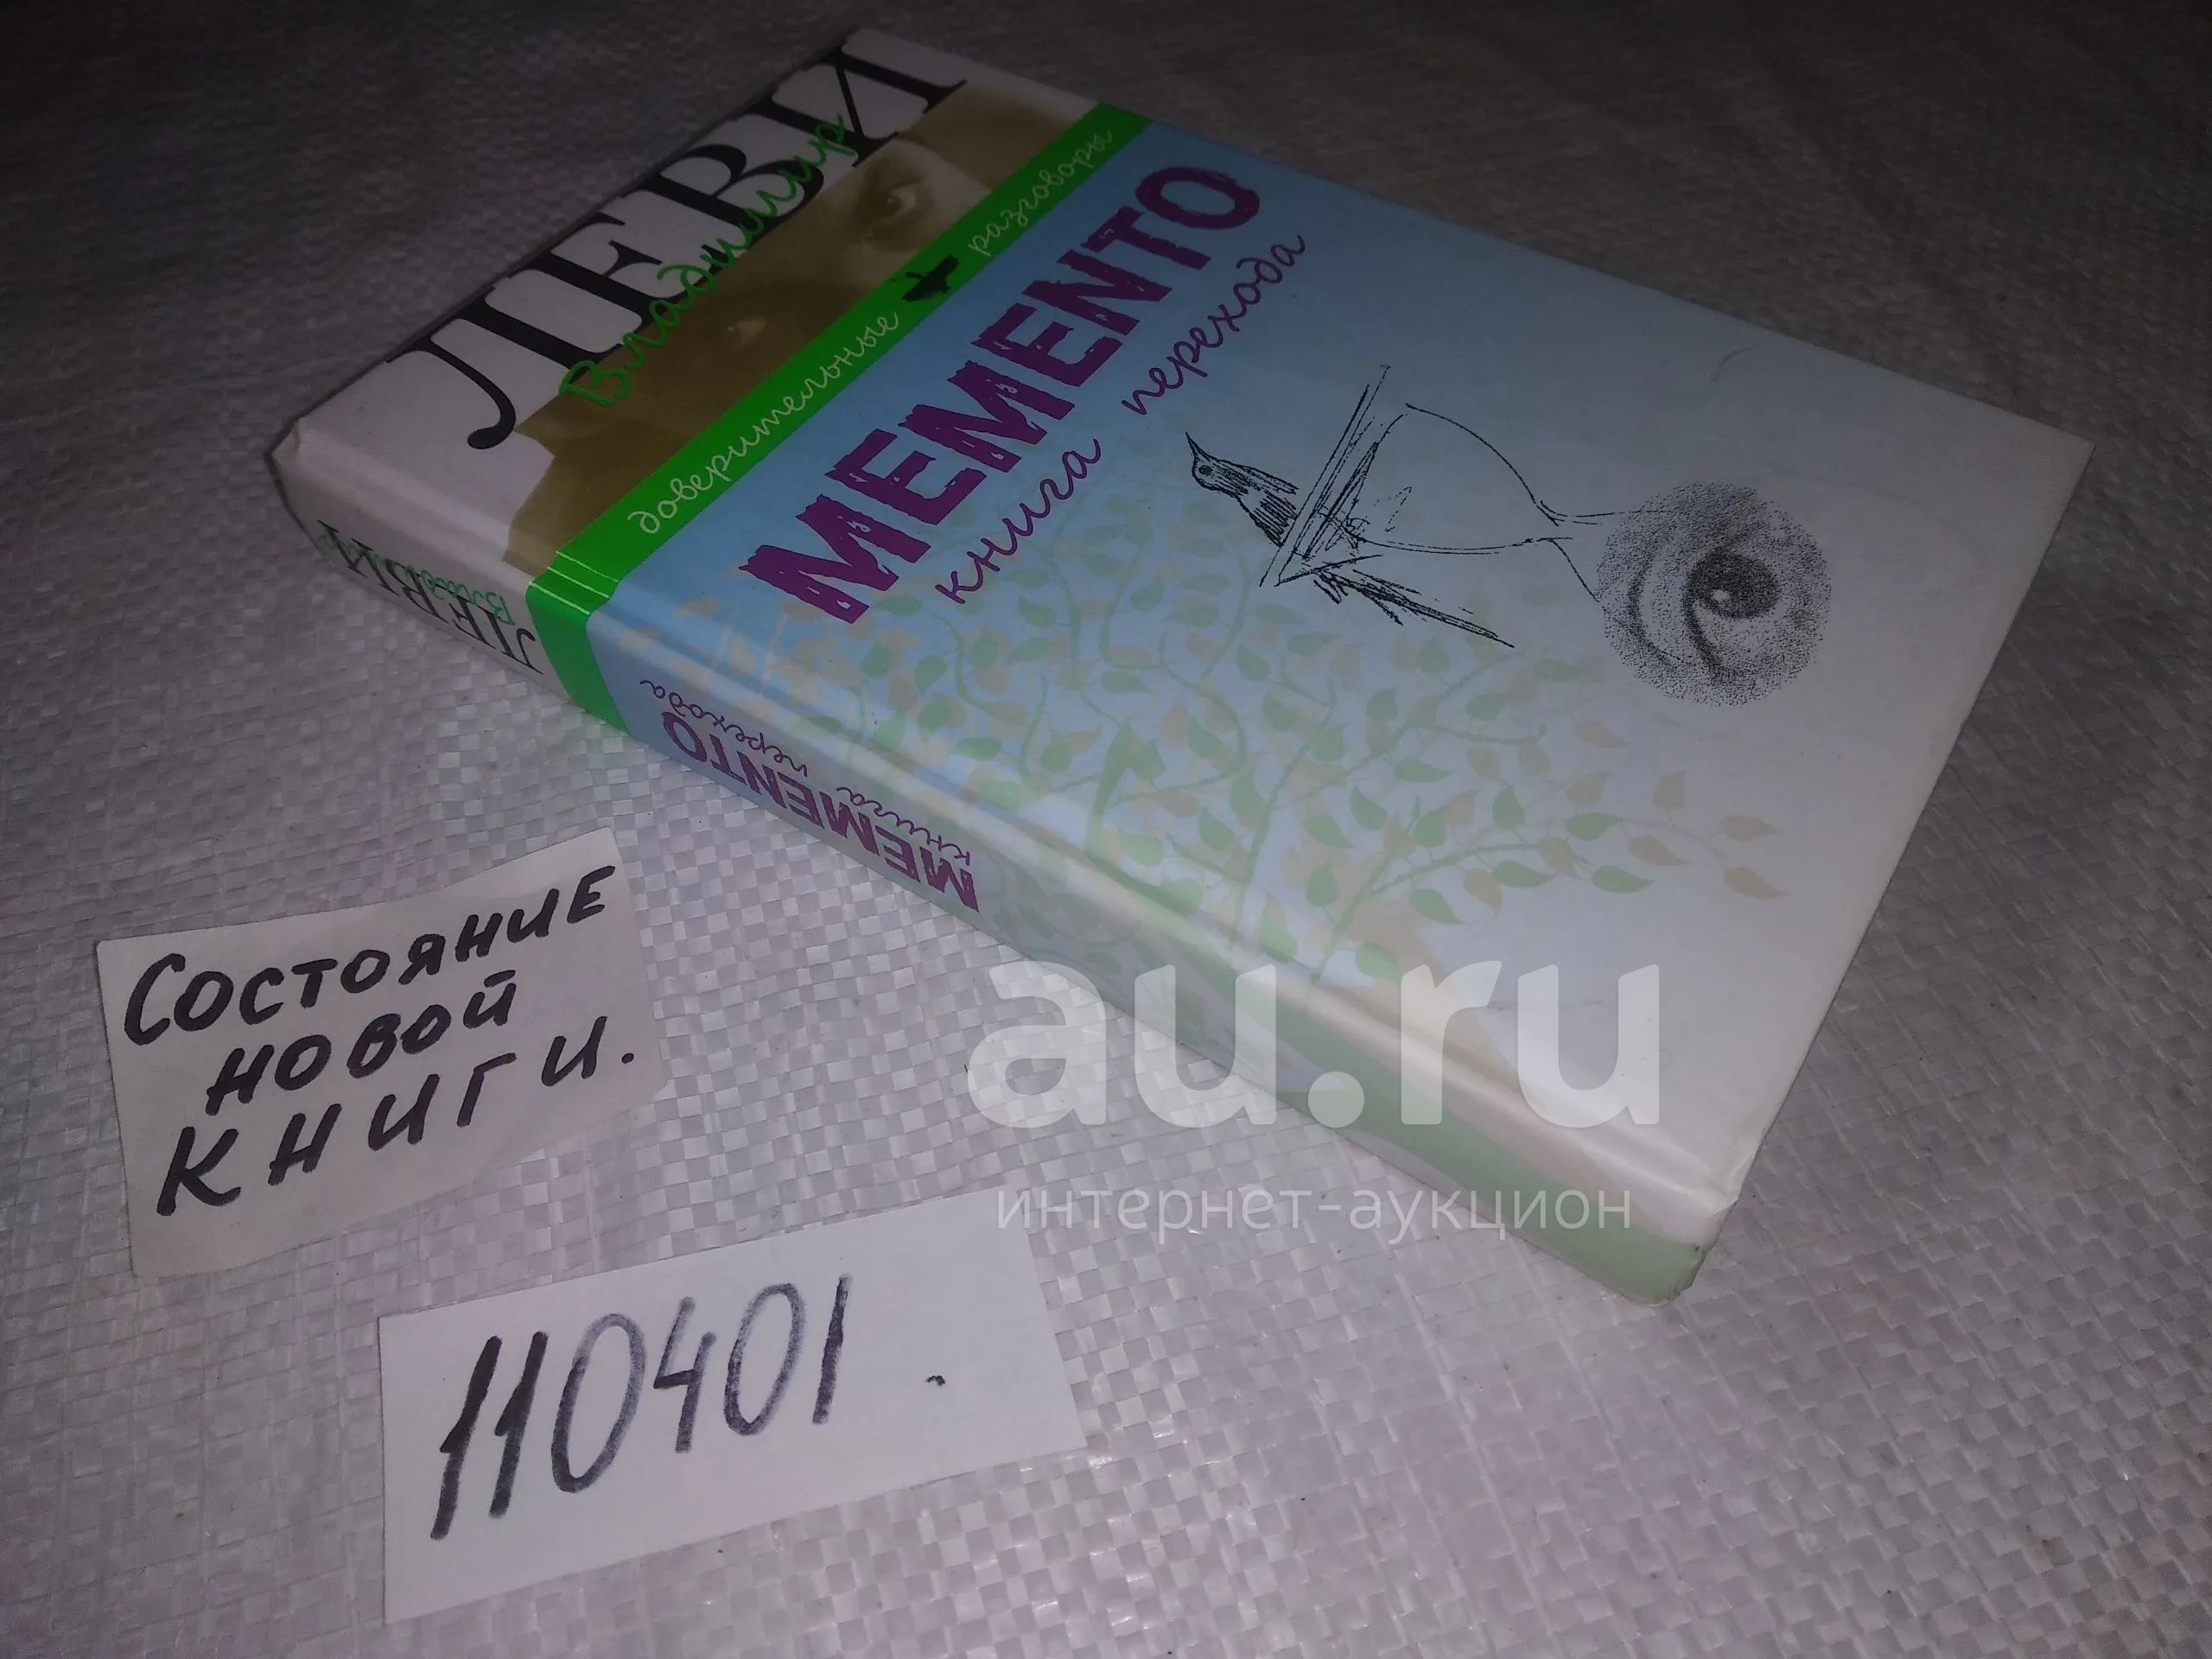 ЛЕВИ
Владимир
доверительные разговоры
MEMENTO
книга перехода
ЛЕВИ
MEMENTO
книга перехода
Состояние
новой
книги.
110401.
au.ru
интернет-аукцион